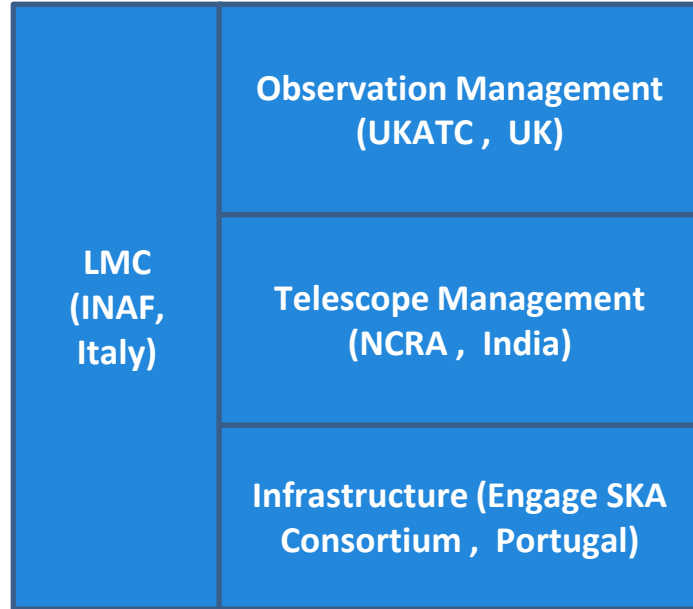 LMC
(INAF,
Italy)
Observation Management
(UKATC , UK)
Telescope Management
(NCRA , India)
Infrastructure (Engage SKA
Consortium , Portugal)